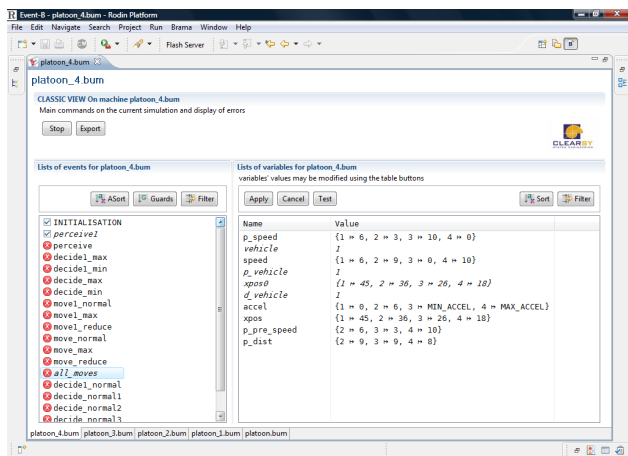 Event-B - platoon_4.bum - Rodin Platform
File Edit Navigate Search Project Run Brama Window Help
Flash Server
platoon_4.bum
platoon_4.bum
CLASSIC VIEW On machine platoon_4.bum
Main commands on the current simulation and display of errors
Stop Export
CLEARSY
Lists of events for platoon_4.bum
ASort Guards Filter
INITIALISATION
perceive1
perceive
decide1_max
decide1_min
decide_max
decide_min
move1_normal
move1_max
move1_reduce
move_normal
move_max
move_reduce
all_moves
decide1_normal
decide_normal1
decide_normal2
decide_normal3
Lists of variables for platoon_4.bum
variables' values may be modified using the table buttons
Apply Cancel Test Sort Filter
Name Value
p_speed {1 ↦ 6, 2 ↦ 3, 3 ↦ 10, 4 ↦ 0}
vehicle 1
speed {1 ↦ 6, 2 ↦ 9, 3 ↦ 0, 4 ↦ 10}
p_vehicle 1
xpos0 {1 ↦ 45, 2 ↦ 36, 3 ↦ 26, 4 ↦ 18}
d_vehicle 1
accel {1 ↦ 0, 2 ↦ 6, 3 ↦ MIN_ACCEL, 4 ↦ MAX_ACCEL}
xpos {1 ↦ 45, 2 ↦ 36, 3 ↦ 26, 4 ↦ 18}
p_pre_speed {2 ↦ 6, 3 ↦ 3, 4 ↦ 10}
p_dist {2 ↦ 9, 3 ↦ 9, 4 ↦ 8}
platoon_4.bum platoon_3.bum platoon_2.bum platoon_1.bum platoon.bum